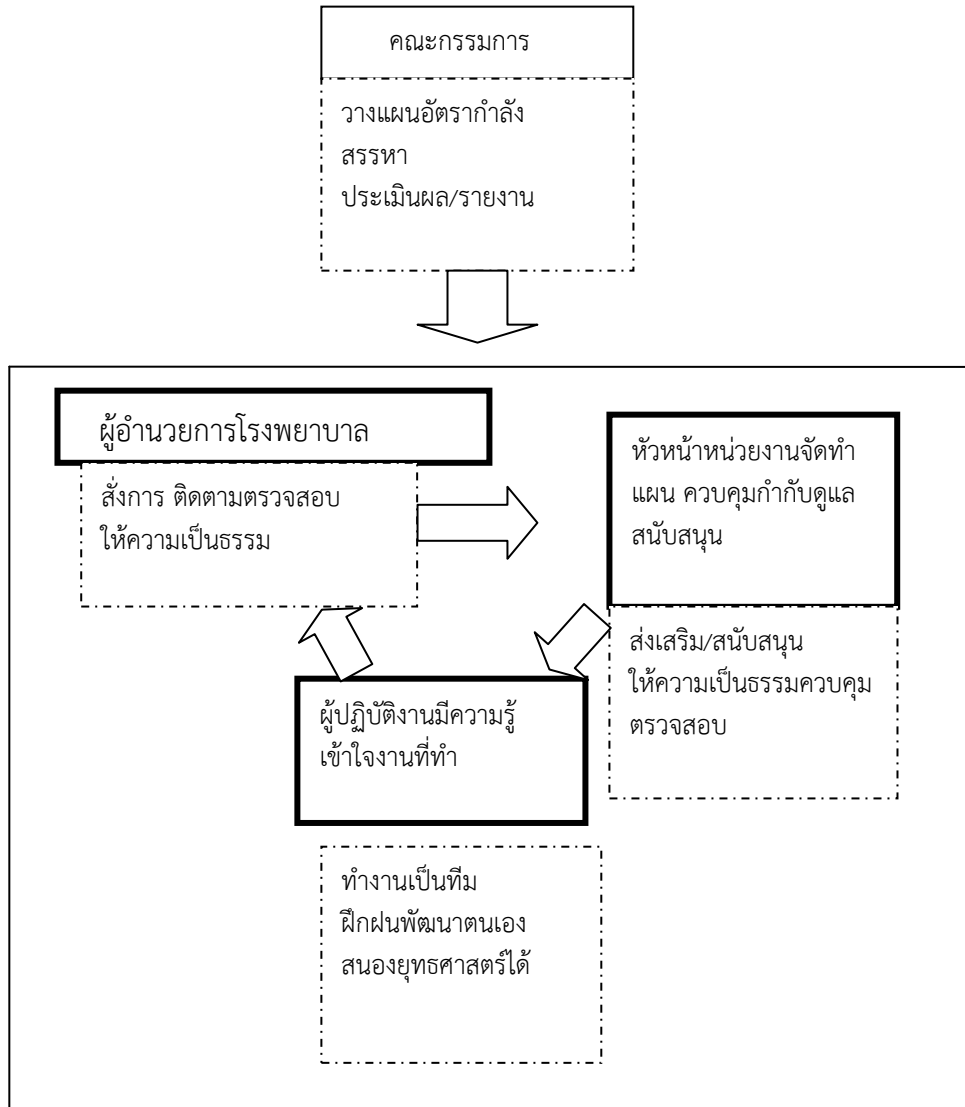 คณะกรรมการ
วางแผนอัตรากำลัง
สรรหา
ประเมินผล/รายงาน
ผู้อำนวยการโรงพยาบาล
สั่งการ ติดตามตรวจสอบ
ให้ความเป็นธรรม
หัวหน้าหน่วยงานจัดทำ
แผน ควบคุมกำกับดูแล
สนับสนุน
ส่งเสริม/สนับสนุน
ให้ความเป็นธรรมควบคุม
ตรวจสอบ
ผู้ปฏิบัติงานมีความรู้
เข้าใจงานที่ทำ
ทำงานเป็นทีม
ฝึกฝนพัฒนาตนเอง
สนองยุทธศาสตร์ได้